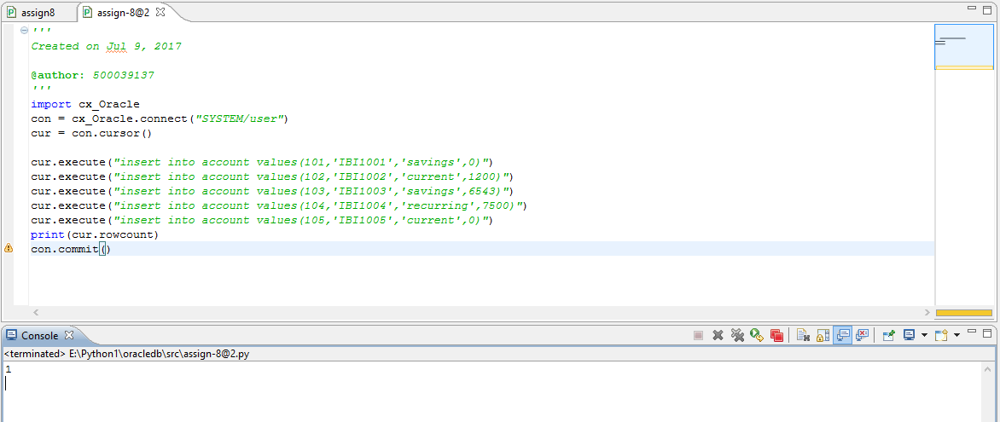 assign8 assign-8@2
'''
Created on Jul 9, 2017
@author: 500039137
'''
import cx_Oracle
con = cx_Oracle.connect("SYSTEM/user")
cur = con.cursor()
cur.execute("insert into account values(101,'IBI1001','savings',0)")
cur.execute("insert into account values(102,'IBI1002','current',1200)")
cur.execute("insert into account values(103,'IBI1003','savings',6543)")
cur.execute("insert into account values(104,'IBI1004','recurring',7500)")
cur.execute("insert into account values(105,'IBI1005','current',0)")
print(cur.rowcount)
con.commit()
Console
<terminated> E:\Python1\oracledb\src\assign-8@2.py
1